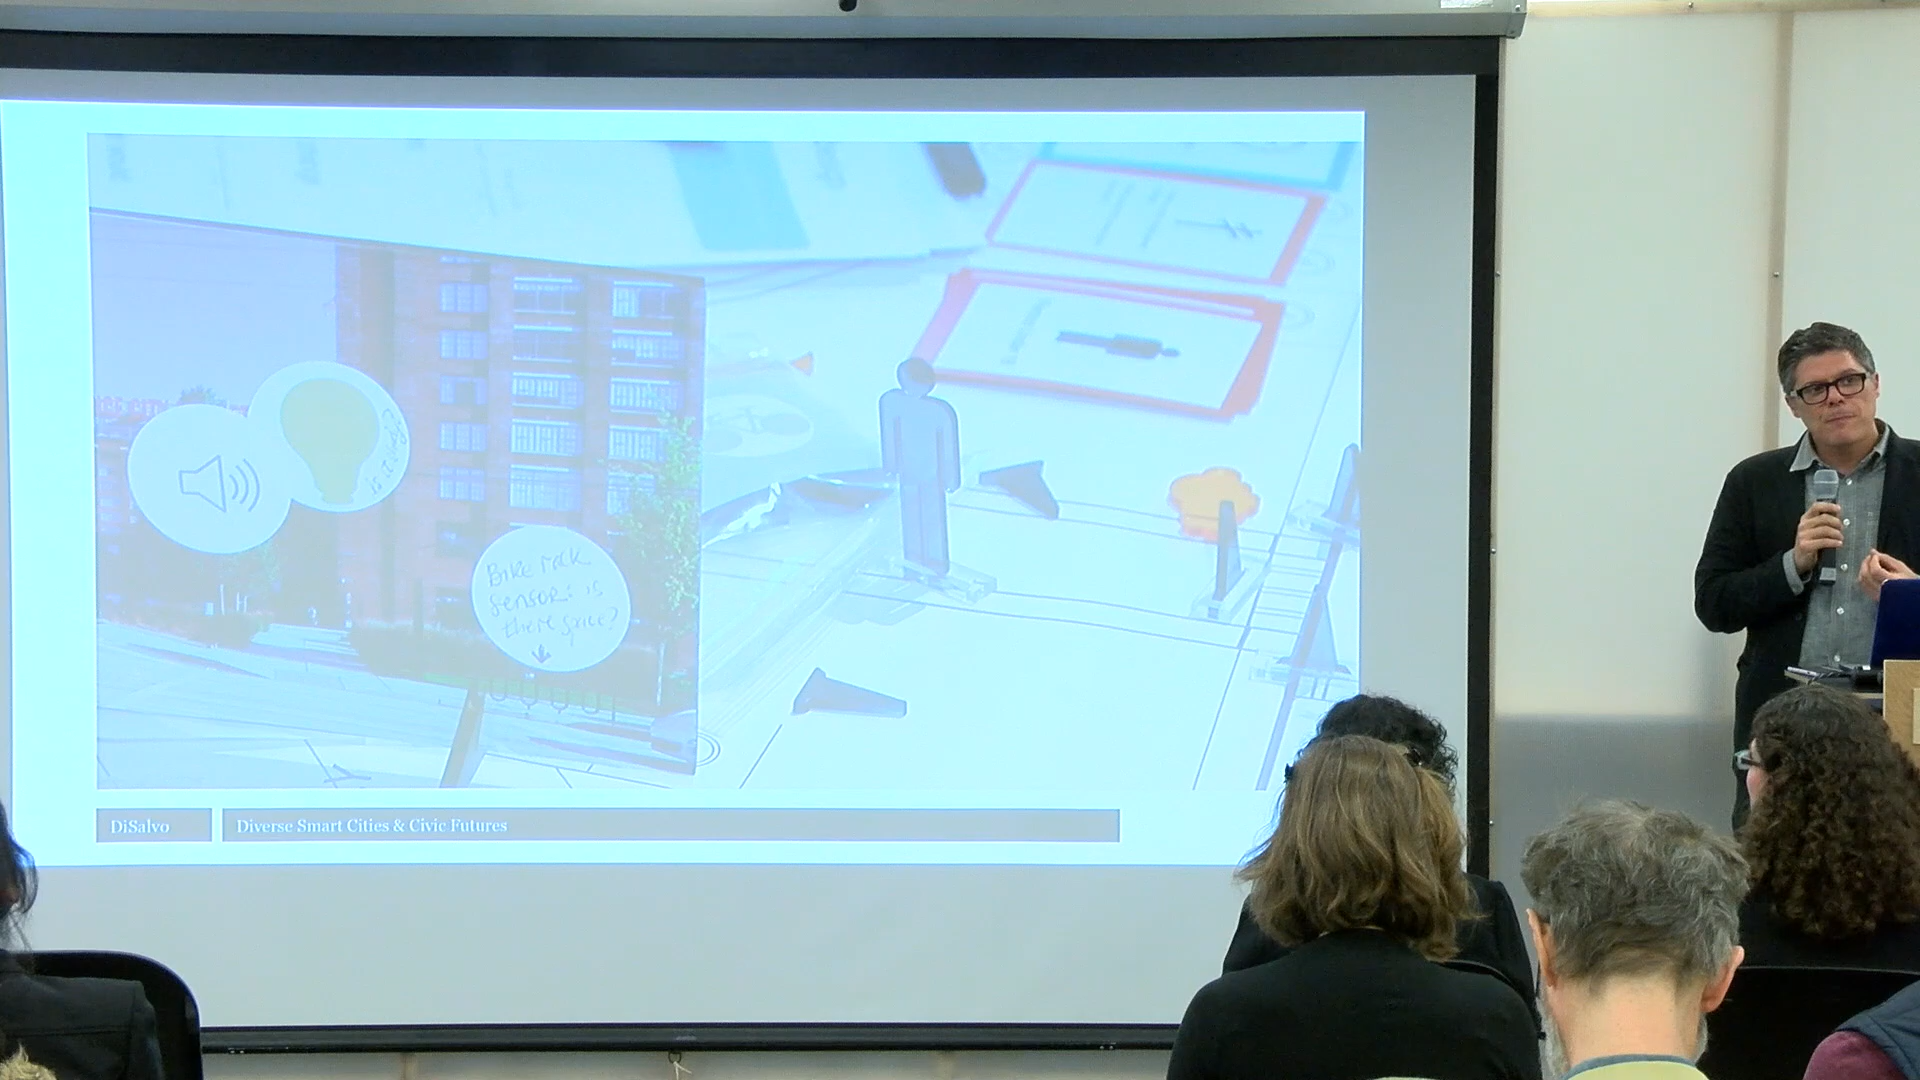 Bike rack
sensor: is
there space?
DiSalvo
Diverse Smart Cities & Civic Futures